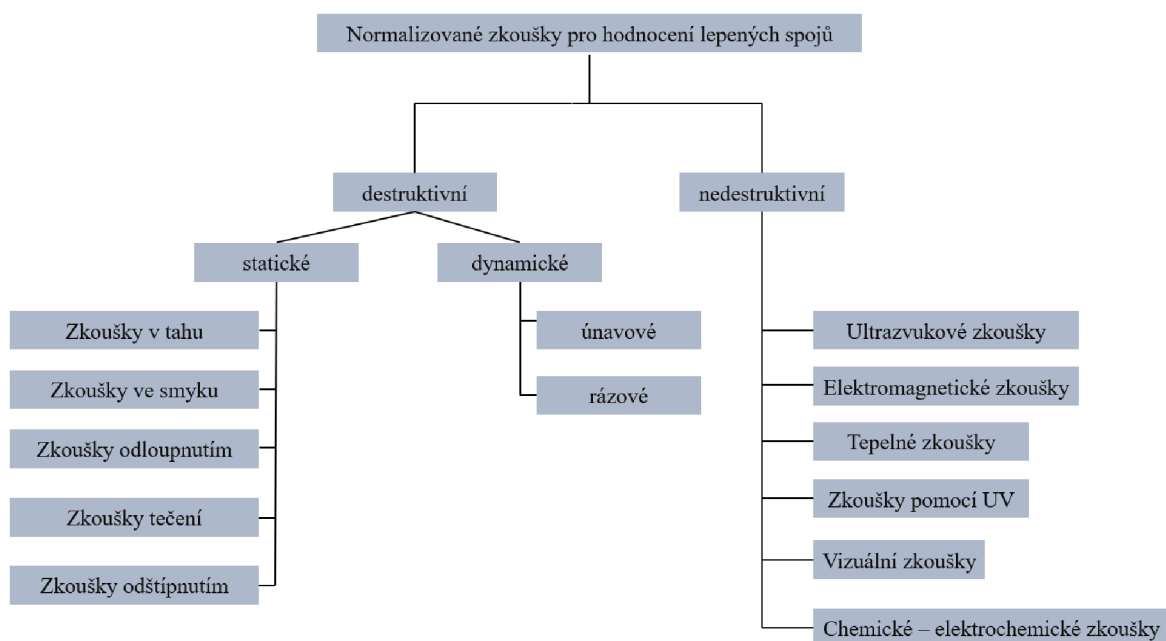 Normalizované zkoušky pro hodnocení lepených spojů
destruktivní
nedestruktivní
statické
dynamické
Zkoušky v tahu
Zkoušky ve smyku
Zkoušky odloupnutím
Zkoušky tečení
Zkoušky odštípnutím
únavové
rázové
Ultrazvukové zkoušky
Elektromagnetické zkoušky
Tepelné zkoušky
Zkoušky pomocí UV
Vizuální zkoušky
Chemické – elektrochemické zkoušky